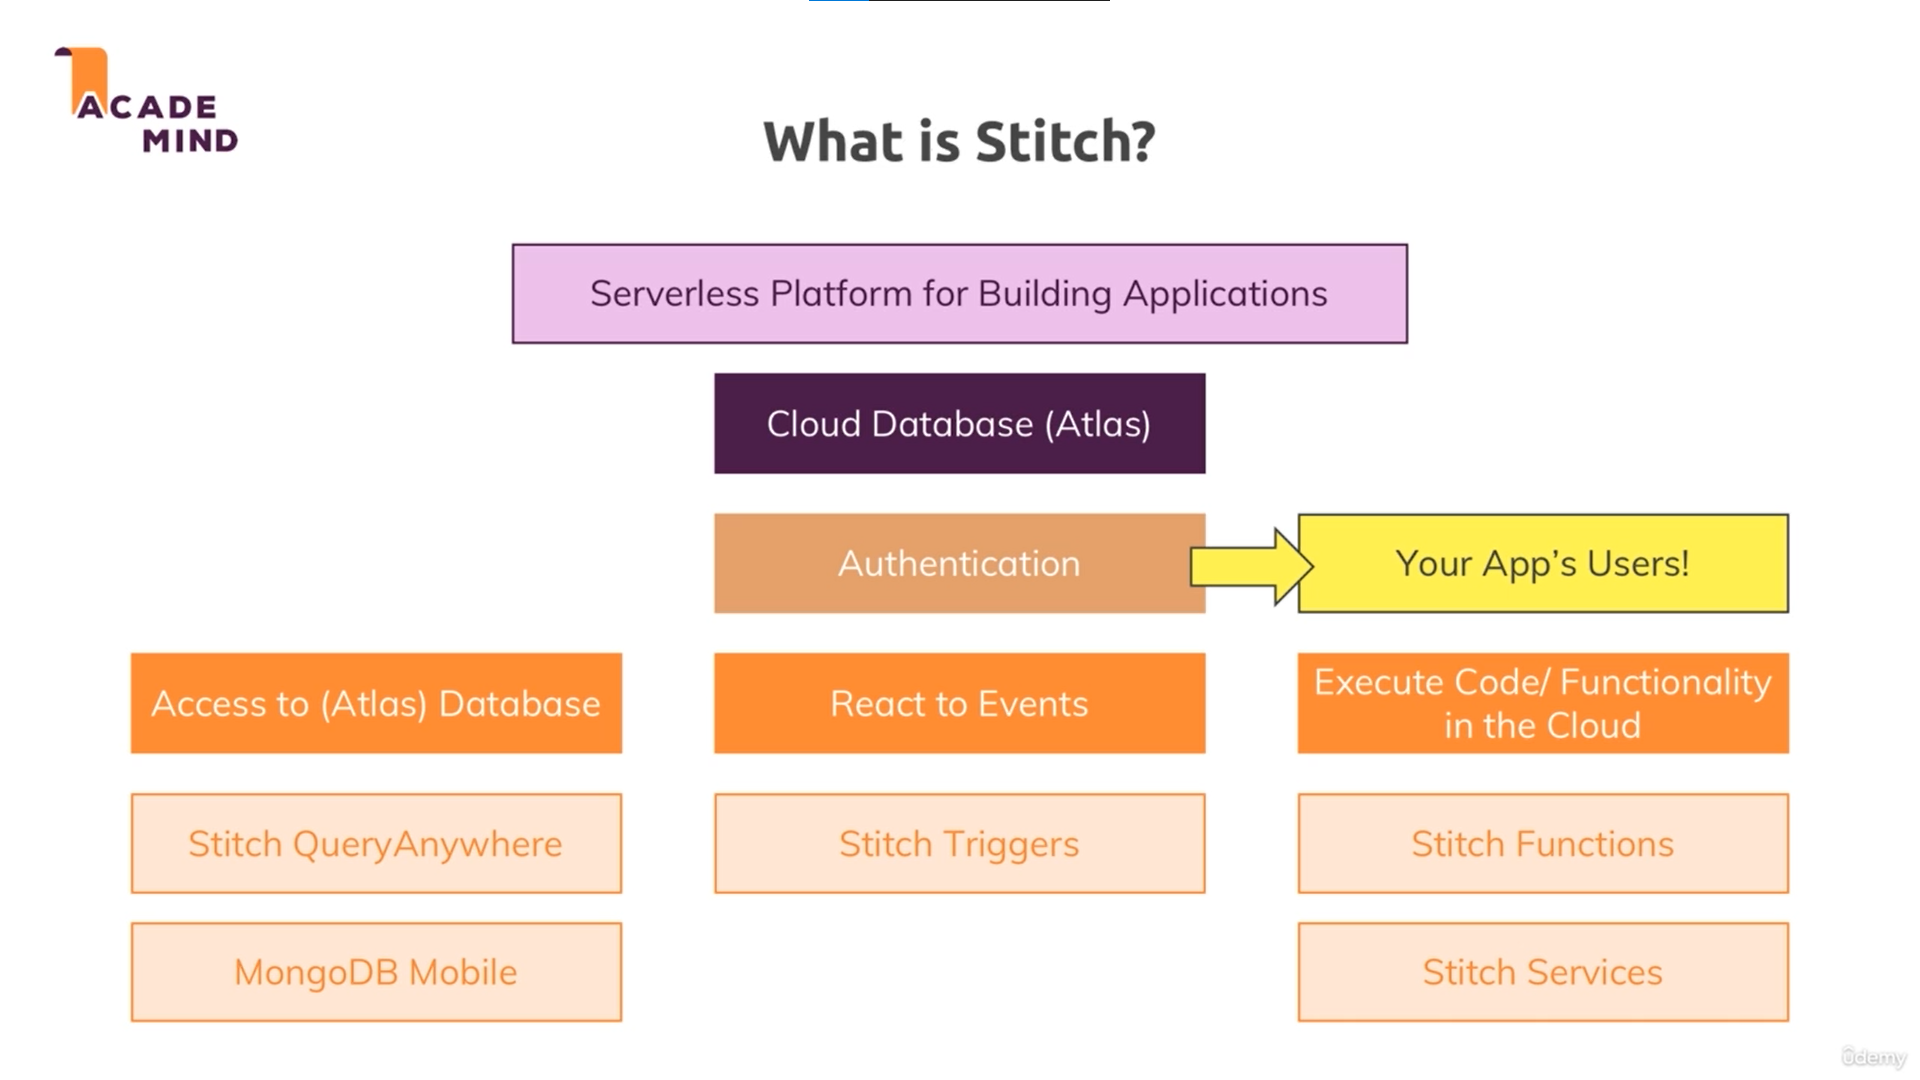 ACADE
MIND
What is Stitch?
Serverless Platform for Building Applications
Cloud Database (Atlas)
Authentication
Your App's Users!
Access to (Atlas) Database
React to Events
Execute Code/ Functionality
in the Cloud
Stitch QueryAnywhere
Stitch Triggers
Stitch Functions
MongoDB Mobile
Stitch Services
ûdemy